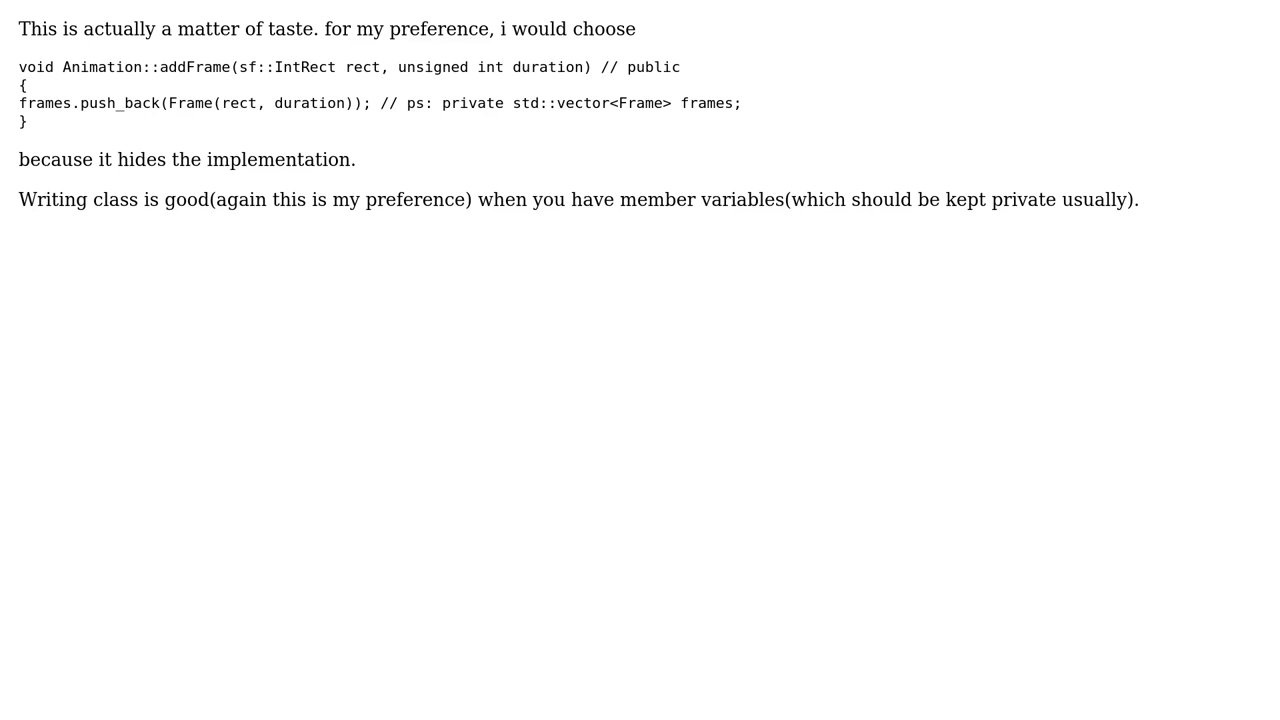 This is actually a matter of taste. for my preference, i would choose
void Animation::addFrame(sf::IntRect rect, unsigned int duration) // public
{
frames.push_back(Frame(rect, duration)); // ps: private std::vector<Frame> frames;
}
because it hides the implementation.
Writing class is good(again this is my preference) when you have member variables(which should be kept private usually).